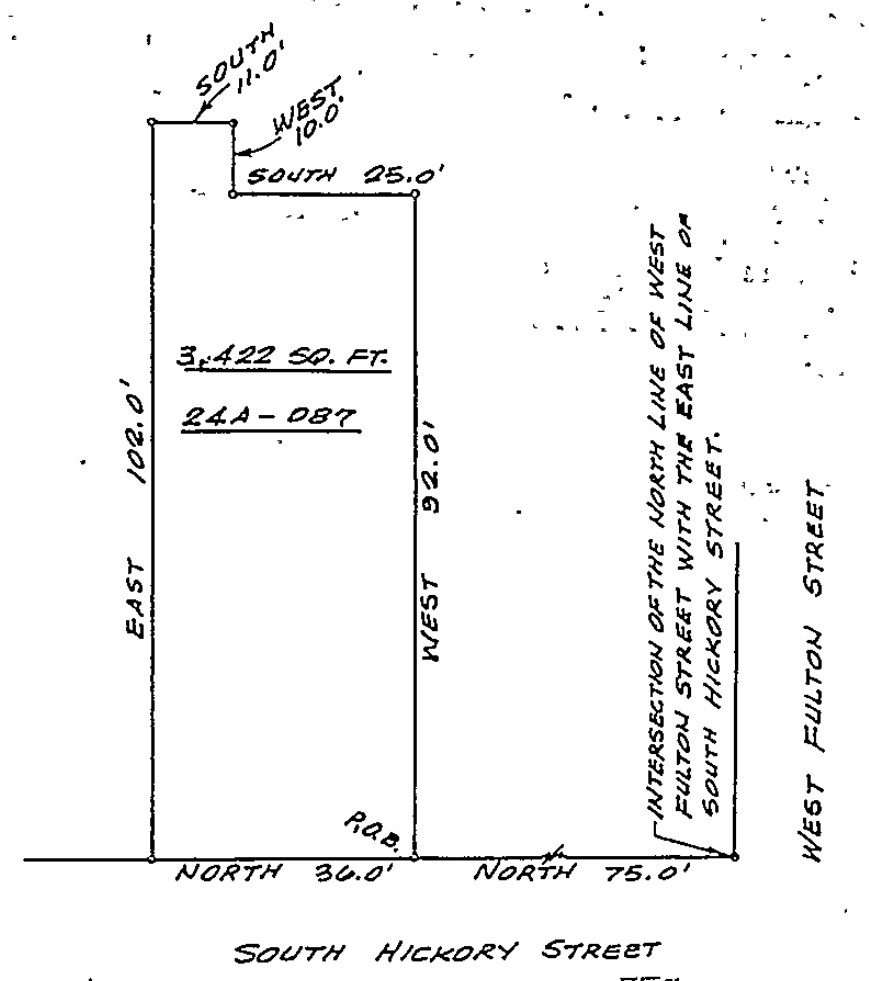 SOUTH
11.0'
WEST
10.0'
SOUTH 25.0'
3,422 SQ. FT.
24A-087
EAST 102.0'
WEST 92.0'
INTERSECTION OF THE NORTH LINE OF WEST
FULTON STREET WITH THE EAST LINE OF
SOUTH HICKORY STREET.
WEST FULTON STREET
P.O.B.
NORTH 36.0'
NORTH 75.0'
SOUTH HICKORY STREET